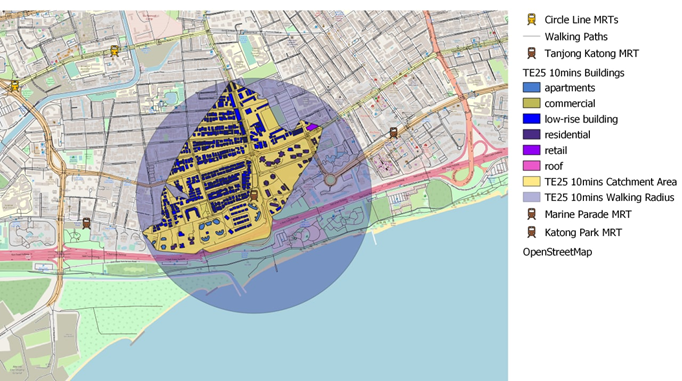 Circle Line MRTs
Walking Paths
Tanjong Katong MRT
TE25 10mins Buildings
apartments
commercial
low-rise building
residential
retail
roof
TE25 10mins Catchment Area
TE25 10mins Walking Radius
Marine Parade MRT
Katong Park MRT
OpenStreetMap